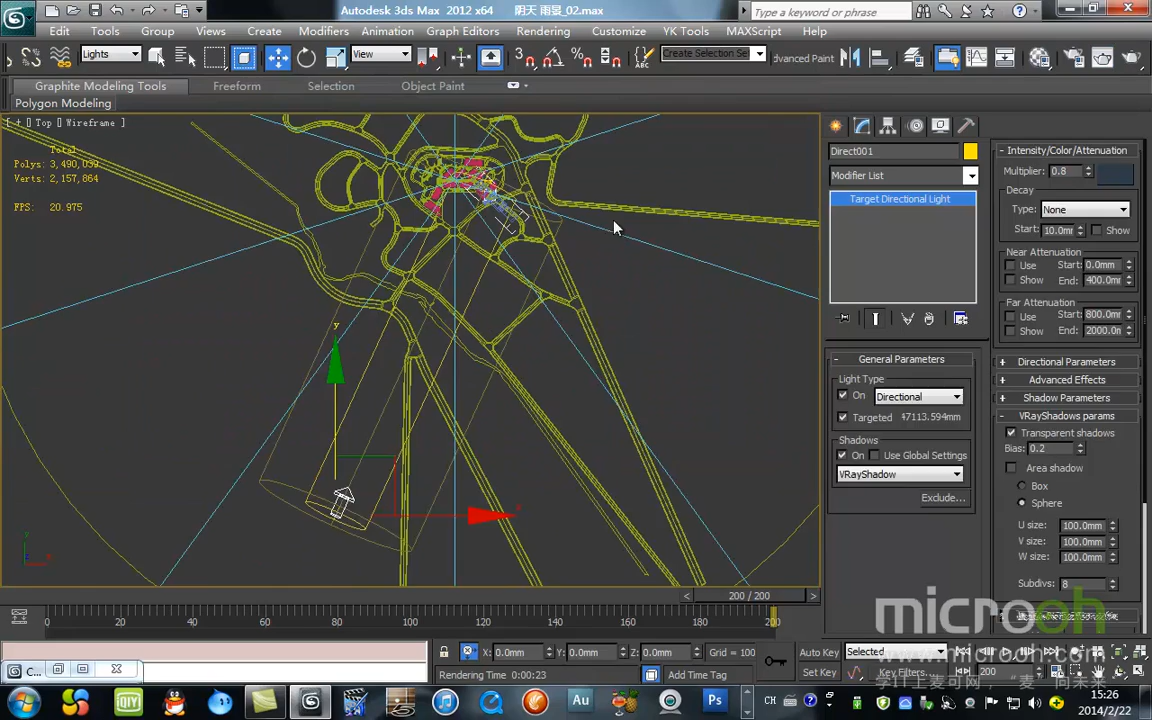 Autodesk 3ds Max 2012 x64 阴天 雨景_02.max
Type a keyword or phrase
Edit Tools Group Views Create Modifiers Animation Graph Editors Rendering Customize YK Tools MAXScript Help
Lights View Create Selection Se dvanced Paint
Graphite Modeling Tools Freeform Selection Object Paint
Polygon Modeling
[ + ] Top [ ] Wireframe ]
Total
Polys: 3,490,039
Verts: 2,157,864
FPS: 20.975
y
x
Direct001
Modifier List
Target Directional Light
General Parameters
Light Type
On Directional
Targeted 47113.594mm
Shadows
On Use Global Settings
VRayShadow
Exclude...
Intensity/Color/Attenuation
Multiplier: 0.8
Decay
Type: None
Start: 10.0mm Show
Near Attenuation
Use Start: 0.0mm
Show End: 400.0mm
Far Attenuation
Use Start: 800.0mm
Show End: 2000.0m
Directional Parameters
Advanced Effects
Shadow Parameters
VRayShadows params
Transparent shadows
Bias: 0.2
Area shadow
Box
Sphere
U size: 100.0mm
V size: 100.0mm
W size: 100.0mm
Subdivs: 8
microoh
www.microoh.com
200 / 200
0 20 40 60 80 100 120 140 160 180 200
X: 0.0mm Y: 0.0mm Z: 0.0mm Grid = 100
Auto Key Selected
Set Key Key Filters... 200
C...
Rendering Time 0:00:23 Add Time Tag
CH
15:26
2014/2/22